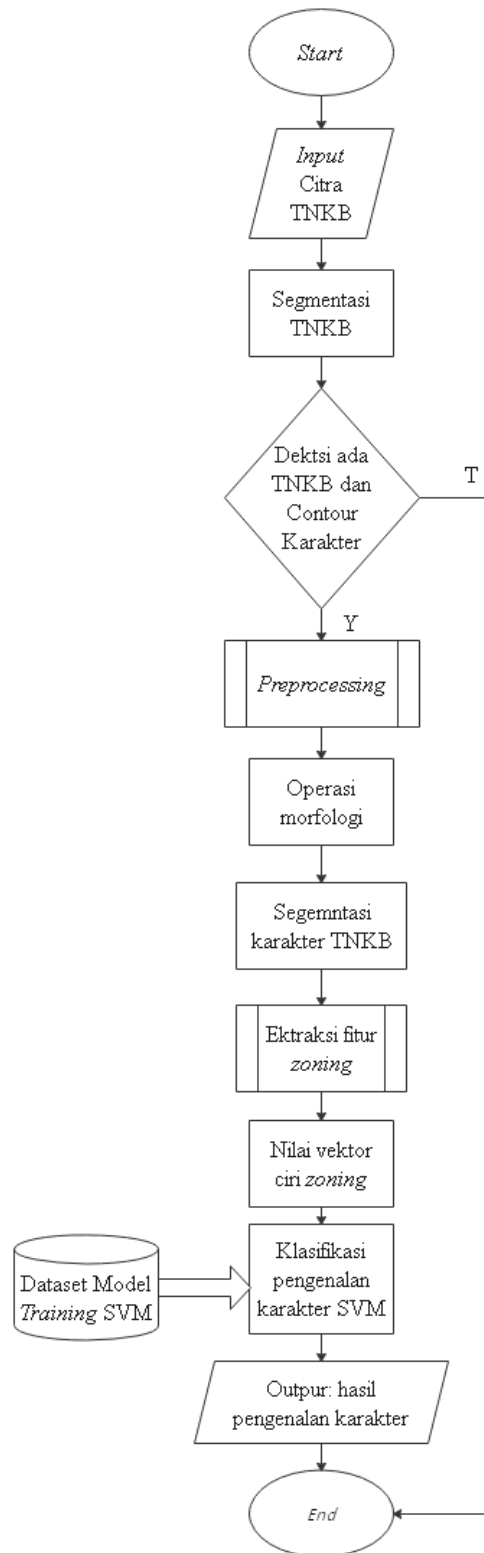 Start
Input
Citra
TNKB
Segmentasi
TNKB
Dektsi ada
TNKB dan
Contour
Karakter
T
Y
Preprocessing
Operasi
morfologi
Segemntasi
karakter TNKB
Ektraksi fitur
zoning
Nilai vektor
ciri zoning
Dataset Model
Training SVM
Klasifikasi
pengenalan
karakter SVM
Outpur: hasil
pengenalan karakter
End